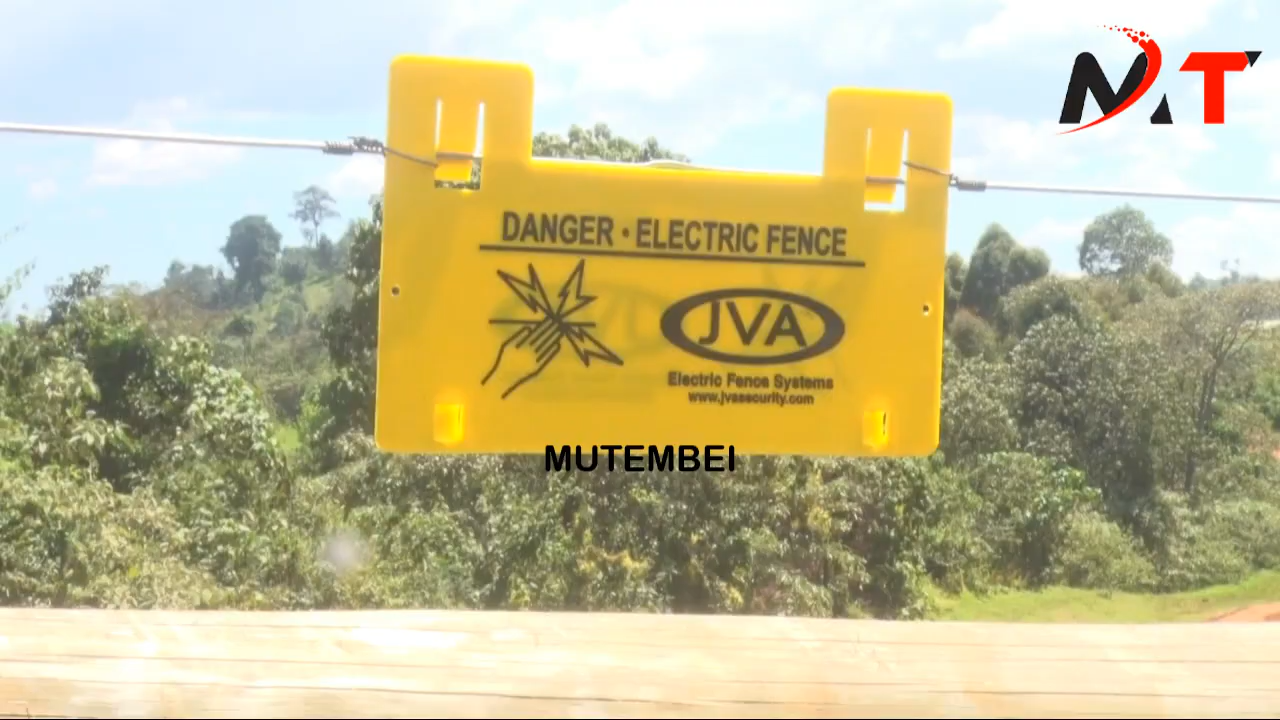 MT
DANGER · ELECTRIC FENCE
JVA
Electric Fence Systems
www.jvasecurity.com
MUTEMBEI